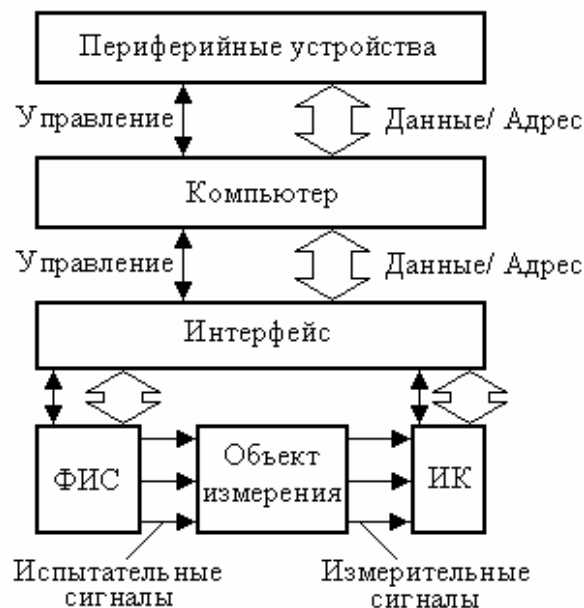 Периферийные устройства
Управление
Данные/ Адрес
Компьютер
Управление
Данные/ Адрес
Интерфейс
ФИС
Объект
измерения
ИК
Испытательные
сигналы
Измерительные
сигналы